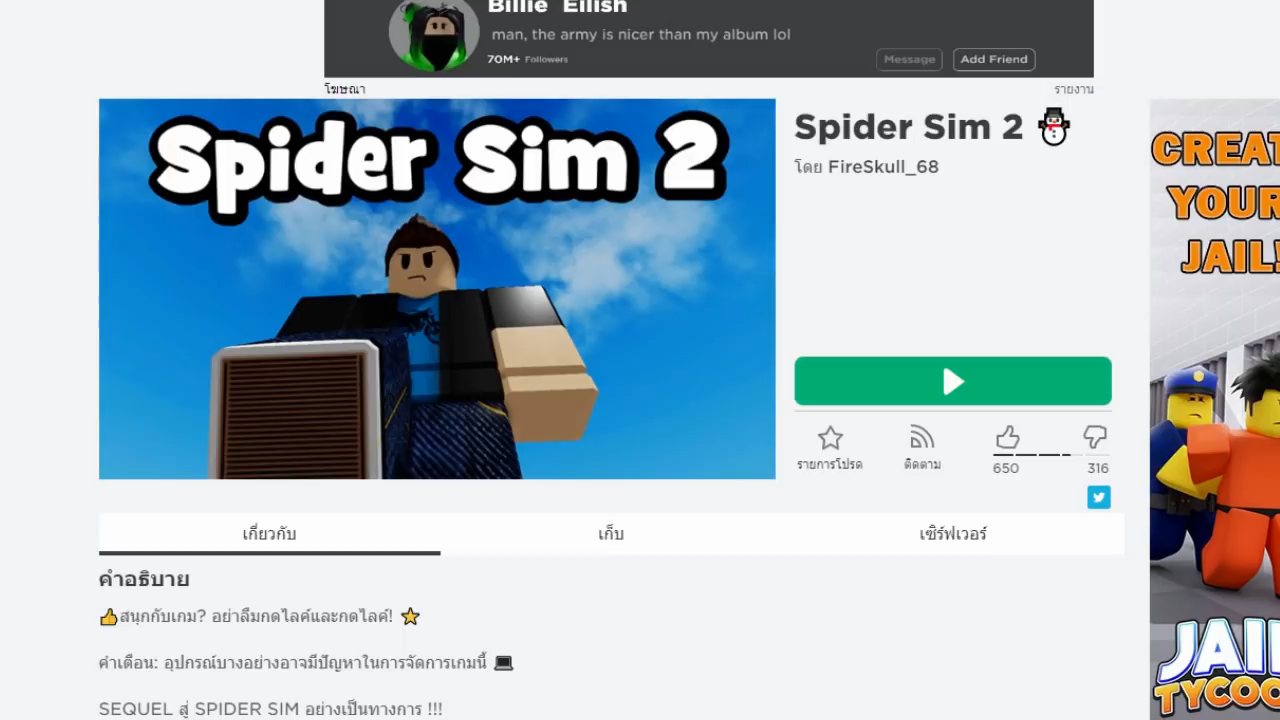 Billie Eilish
man, the army is nicer than my album lol
70M+ Followers
Message
Add Friend
โฆษณา
รายงาน
Spider Sim 2
Spider Sim 2
โดย FireSkull_68
รายการโปรด
ติดตาม
650
316
เกี่ยวกับ
เก็บ
เซิร์ฟเวอร์
คำอธิบาย
👍สนุกกับเกม? อย่าลืมกดไลค์และกดไลค์! ⭐
คำเตือน: อุปกรณ์บางอย่างอาจมีปัญหาในการจัดการเกมนี้ 💻
SEQUEL สู่ SPIDER SIM อย่างเป็นทางการ !!!
CREAT
YOUR
JAIL!
JAIL
TYCOO